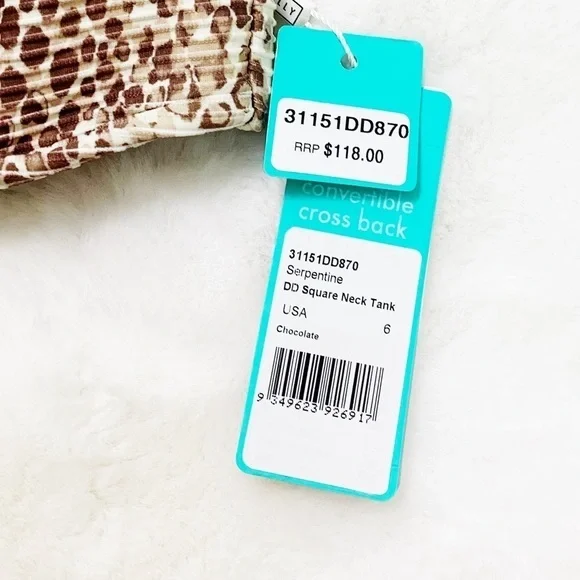 31151DD870
RRP $118.00
convertible
cross back
31151DD870
Serpentine
DD Square Neck Tank
USA 6
Chocolate
9 349623 926917